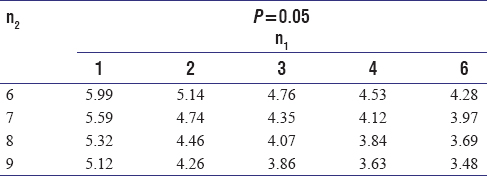 n2 P=0.05
n1
1 2 3 4 6
6 5.99 5.14 4.76 4.53 4.28
7 5.59 4.74 4.35 4.12 3.97
8 5.32 4.46 4.07 3.84 3.69
9 5.12 4.26 3.86 3.63 3.48